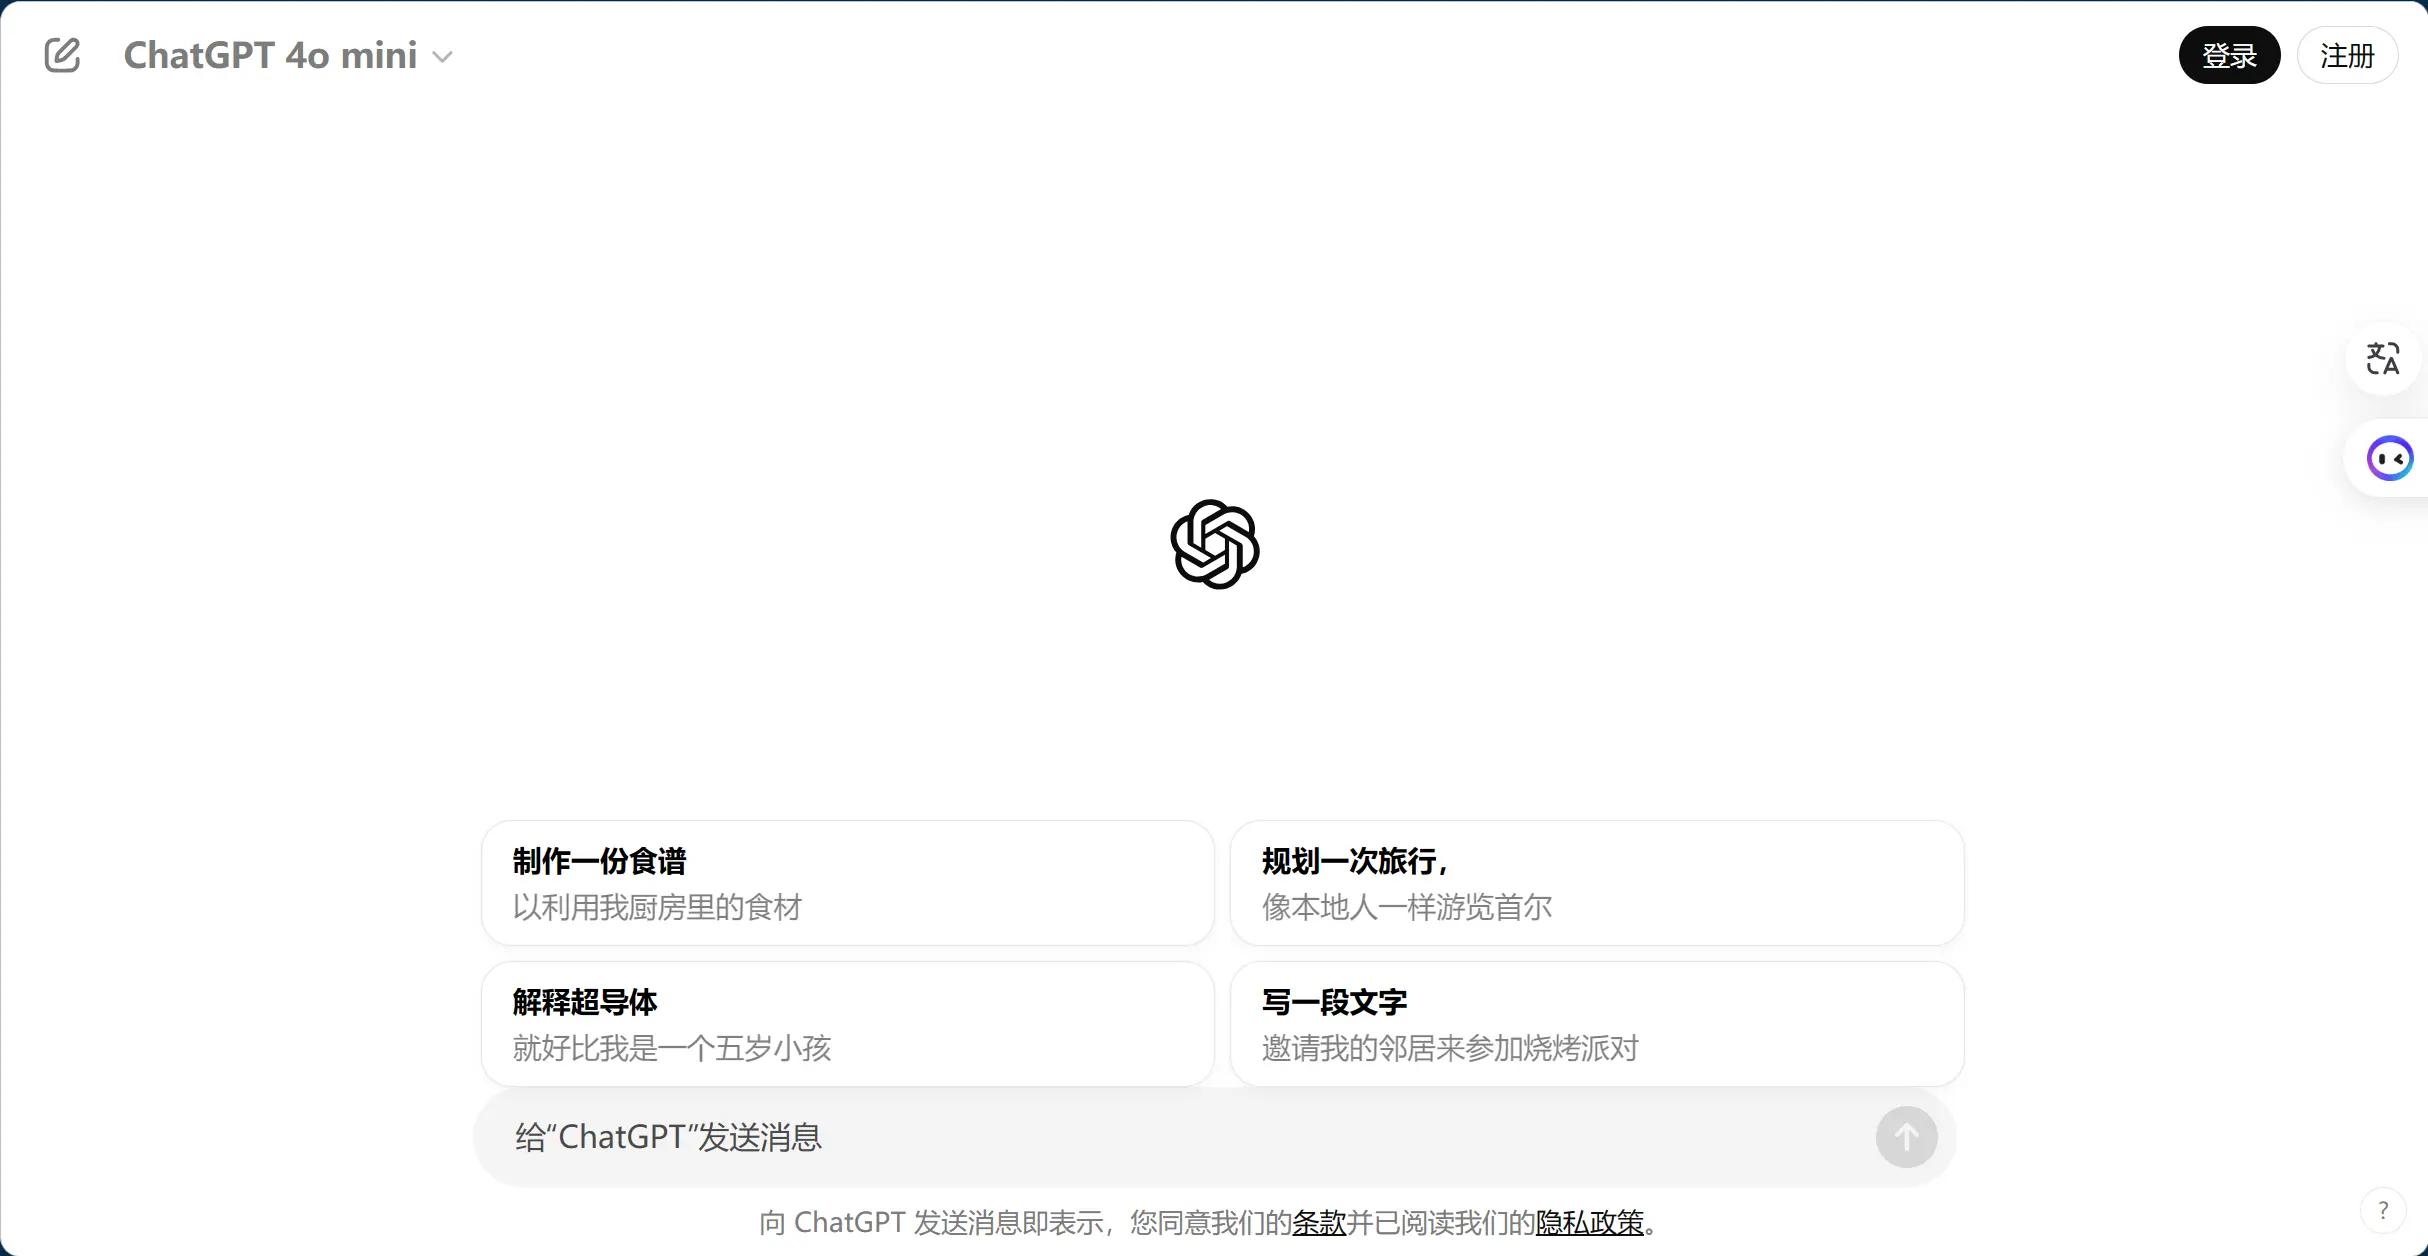 ChatGPT 4o mini
登录
注册
文A
制作一份食谱
以利用我厨房里的食材
规划一次旅行，
像本地人一样游览首尔
解释超导体
就好比我是一个五岁小孩
写一段文字
邀请我的邻居来参加烧烤派对
给“ChatGPT”发送消息
向 ChatGPT 发送消息即表示，您同意我们的条款并已阅读我们的隐私政策。
?